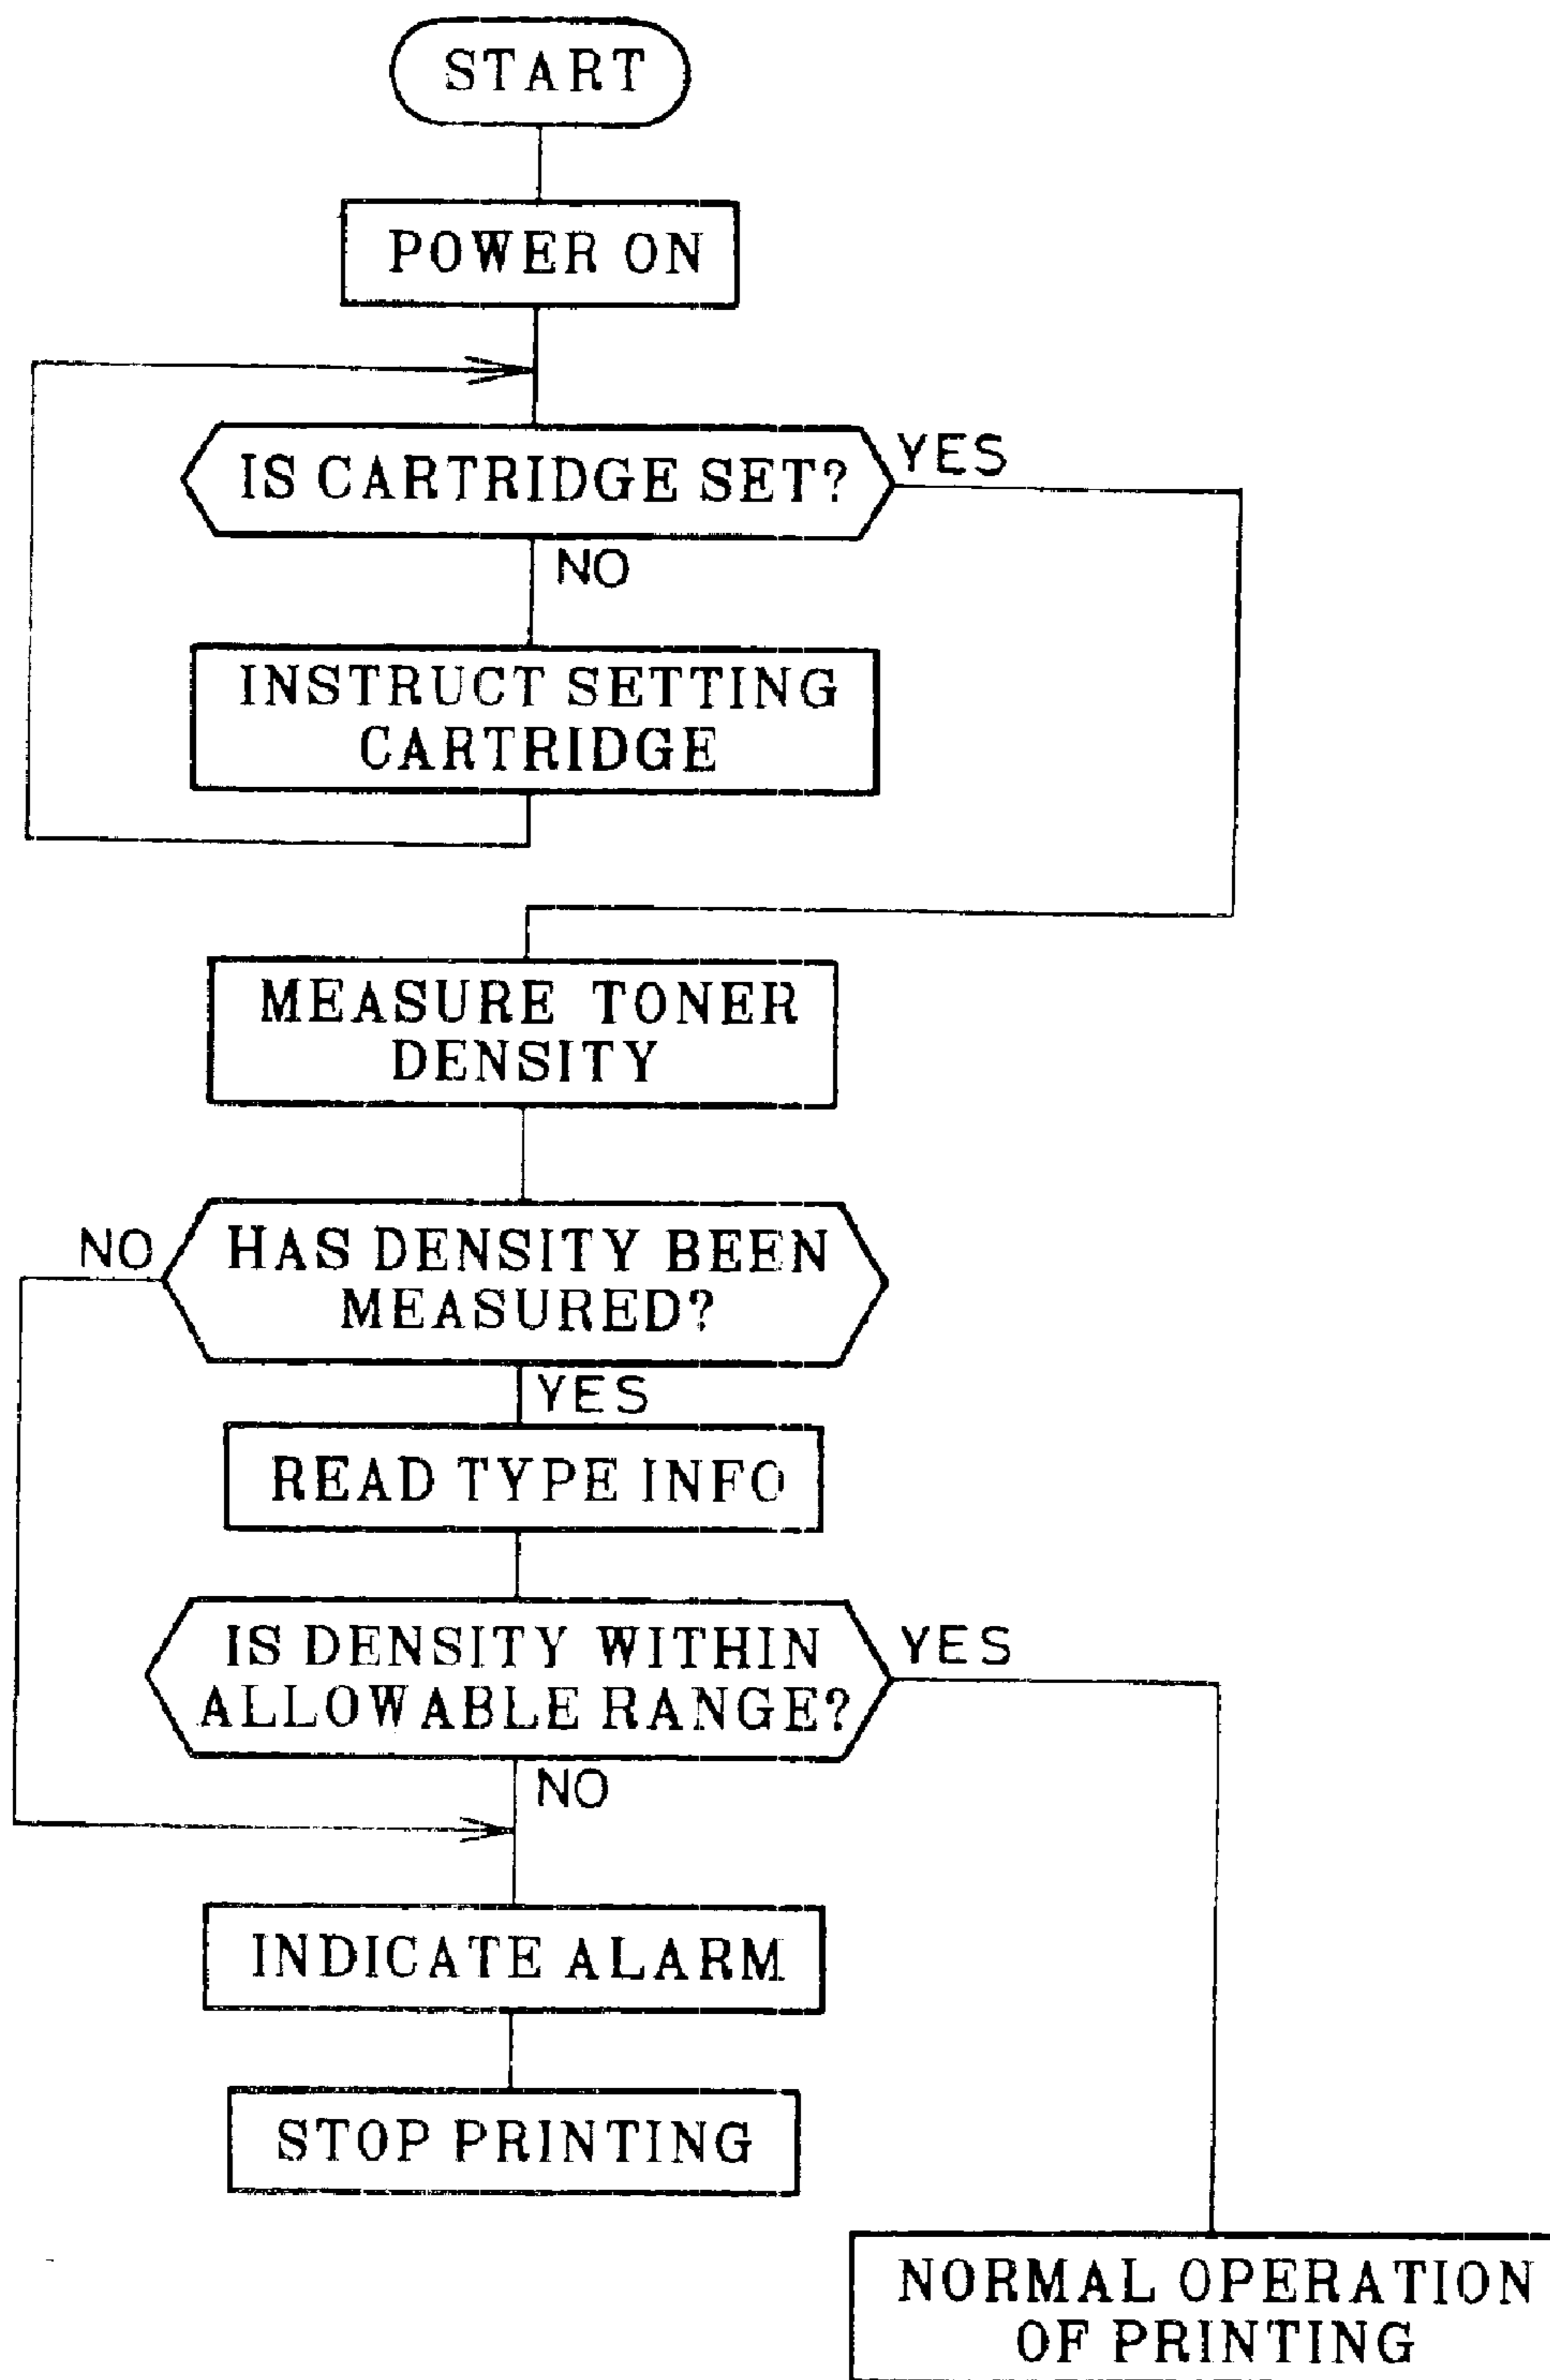 START
POWER ON
IS CARTRIDGE SET?
YES
NO
INSTRUCT SETTING
CARTRIDGE
MEASURE TONER
DENSITY
NO
HAS DENSITY BEEN
MEASURED?
YES
READ TYPE INFO
IS DENSITY WITHIN
ALLOWABLE RANGE?
YES
NO
INDICATE ALARM
STOP PRINTING
NORMAL OPERATION
OF PRINTING